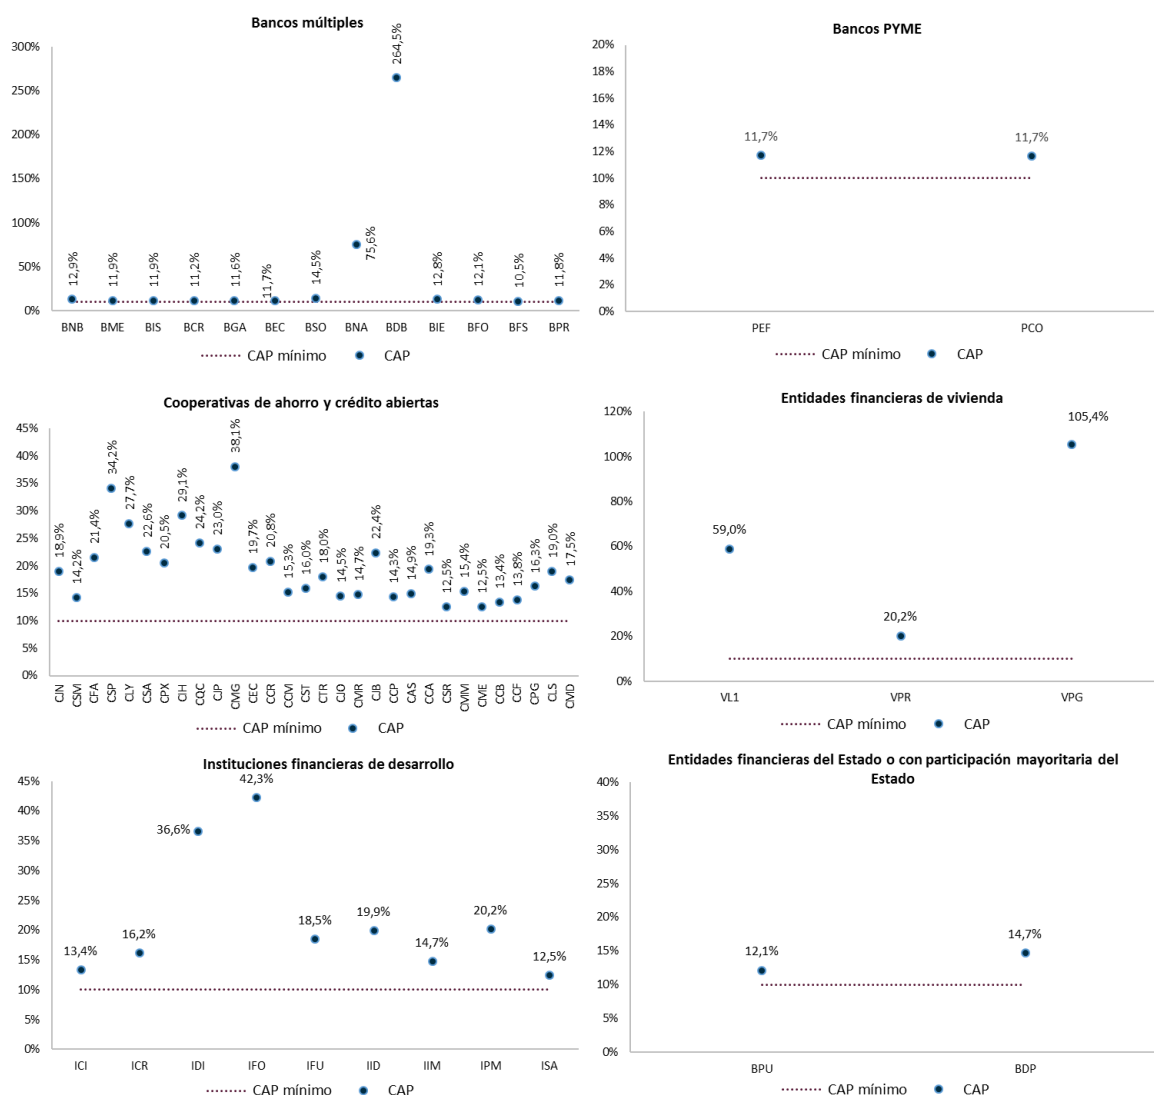 Bancos múltiples
300%
250%
200%
150%
100%
50%
0%
12,9%
11,9%
11,9%
11,2%
11,6%
11,7%
14,5%
75,6%
264,5%
12,8%
12,1%
10,5%
11,8%
BNB BME BIS BCR BGA BEC BSO BNA BDB BIE BFO BFS BPR
CAP mínimo CAP
Bancos PYME
20%
18%
16%
14%
12%
10%
8%
6%
4%
2%
0%
11,7% 11,7%
PEF PCO
CAP mínimo CAP
Cooperativas de ahorro y crédito abiertas
45%
40%
35%
30%
25%
20%
15%
10%
5%
0%
18,9%
14,2%
21,4%
34,2%
27,7%
22,6%
20,5%
29,1%
24,2%
23,0%
38,1%
19,7%
20,8%
15,3%
16,0%
18,0%
14,5%
14,7%
22,4%
14,3%
14,9%
19,3%
12,5%
15,4%
12,5%
13,4%
13,8%
16,3%
19,0%
17,5%
CJN
CSM
CFA
CSP
CLY
CSA
CPX
CIH
CQC
CJP
CMG
CEC
CCR
CCM
CST
CTR
CJO
CMR
CJB
CCP
CAS
CCA
CSR
CMM
CME
CCB
CCF
CPG
CLS
CMD
CAP mínimo CAP
Entidades financieras de vivienda
120%
100%
80%
60%
40%
20%
0%
59,0%
20,2%
105,4%
VL1 VPR VPG
CAP mínimo CAP
Instituciones financieras de desarrollo
45%
40%
35%
30%
25%
20%
15%
10%
5%
0%
13,4%
16,2%
36,6%
42,3%
18,5%
19,9%
14,7%
20,2%
12,5%
ICI ICR IDI IFO IFU IID IIM IPM ISA
CAP mínimo CAP
Entidades financieras del Estado o con participación mayoritaria del
Estado
40%
35%
30%
25%
20%
15%
10%
5%
0%
12,1%
14,7%
BPU BDP
CAP mínimo CAP